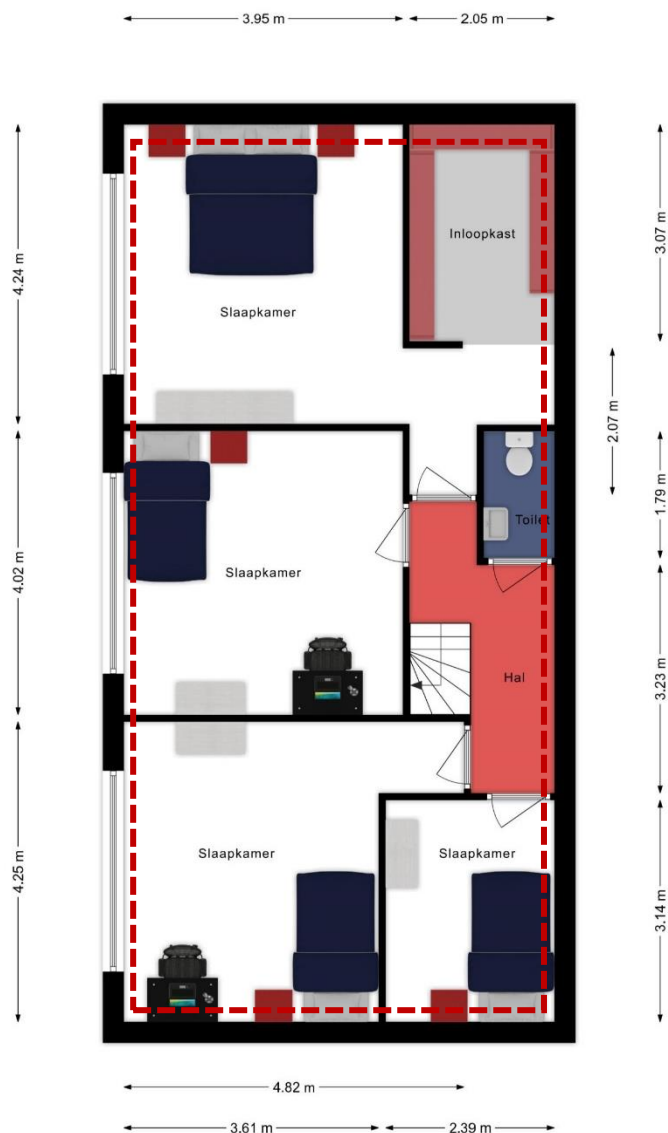 3.95 m
2.05 m
4.24 m
3.07 m
Inloopkast
Slaapkamer
2.07 m
4.02 m
1.79 m
Toilet
Slaapkamer
3.23 m
Hal
4.25 m
Slaapkamer
Slaapkamer
3.14 m
4.82 m
3.61 m
2.39 m